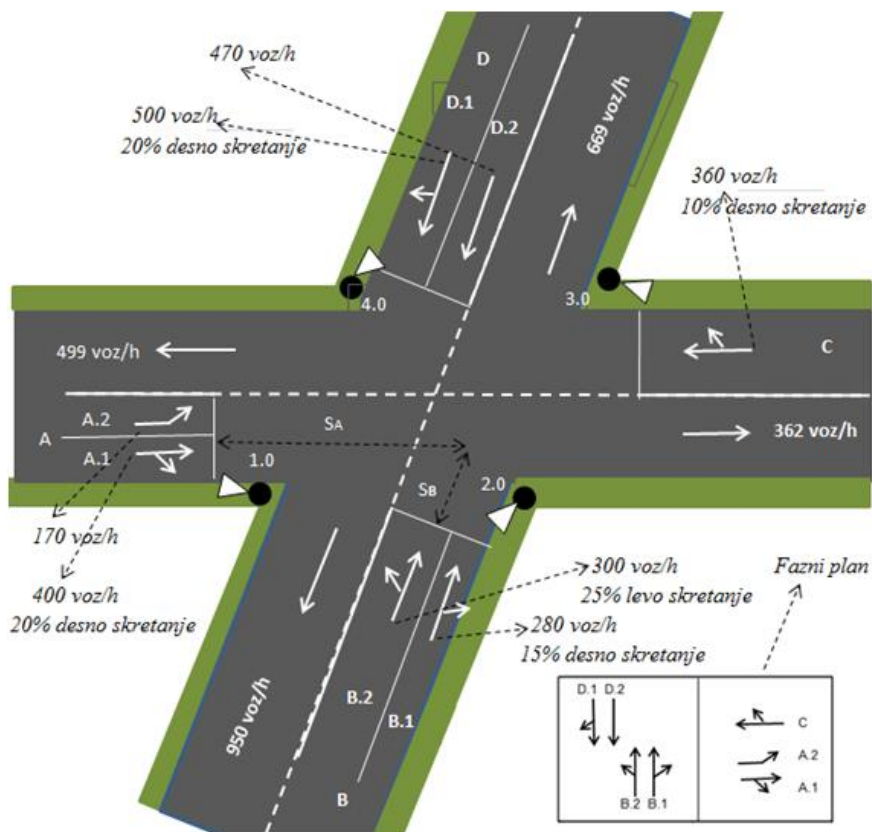 470 voz/h
500 voz/h
20% desno skretanje
D
D.1
D.2
669 voz/h
360 voz/h
10% desno skretanje
4.0
3.0
499 voz/h
C
A
A.2
A.1
SA
362 voz/h
1.0
SB
2.0
170 voz/h
400 voz/h
20% desno skretanje
300 voz/h
25% levo skretanje
280 voz/h
15% desno skretanje
Fazni plan
950 voz/h
B.2
B.1
B
D.1 D.2
C
A.2
A.1
B.2 B.1